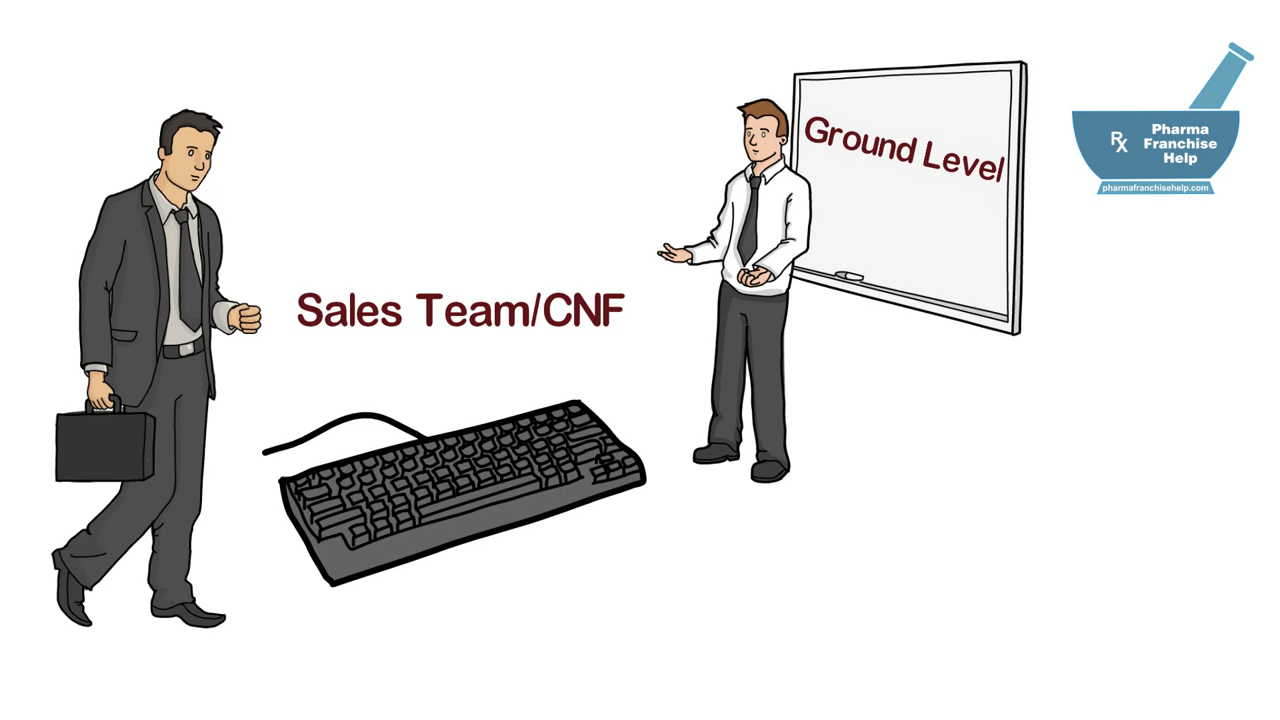 Ground Level
Rx
Pharma
Franchise
Help
pharmafranchisehelp.com
Sales Team/CNF